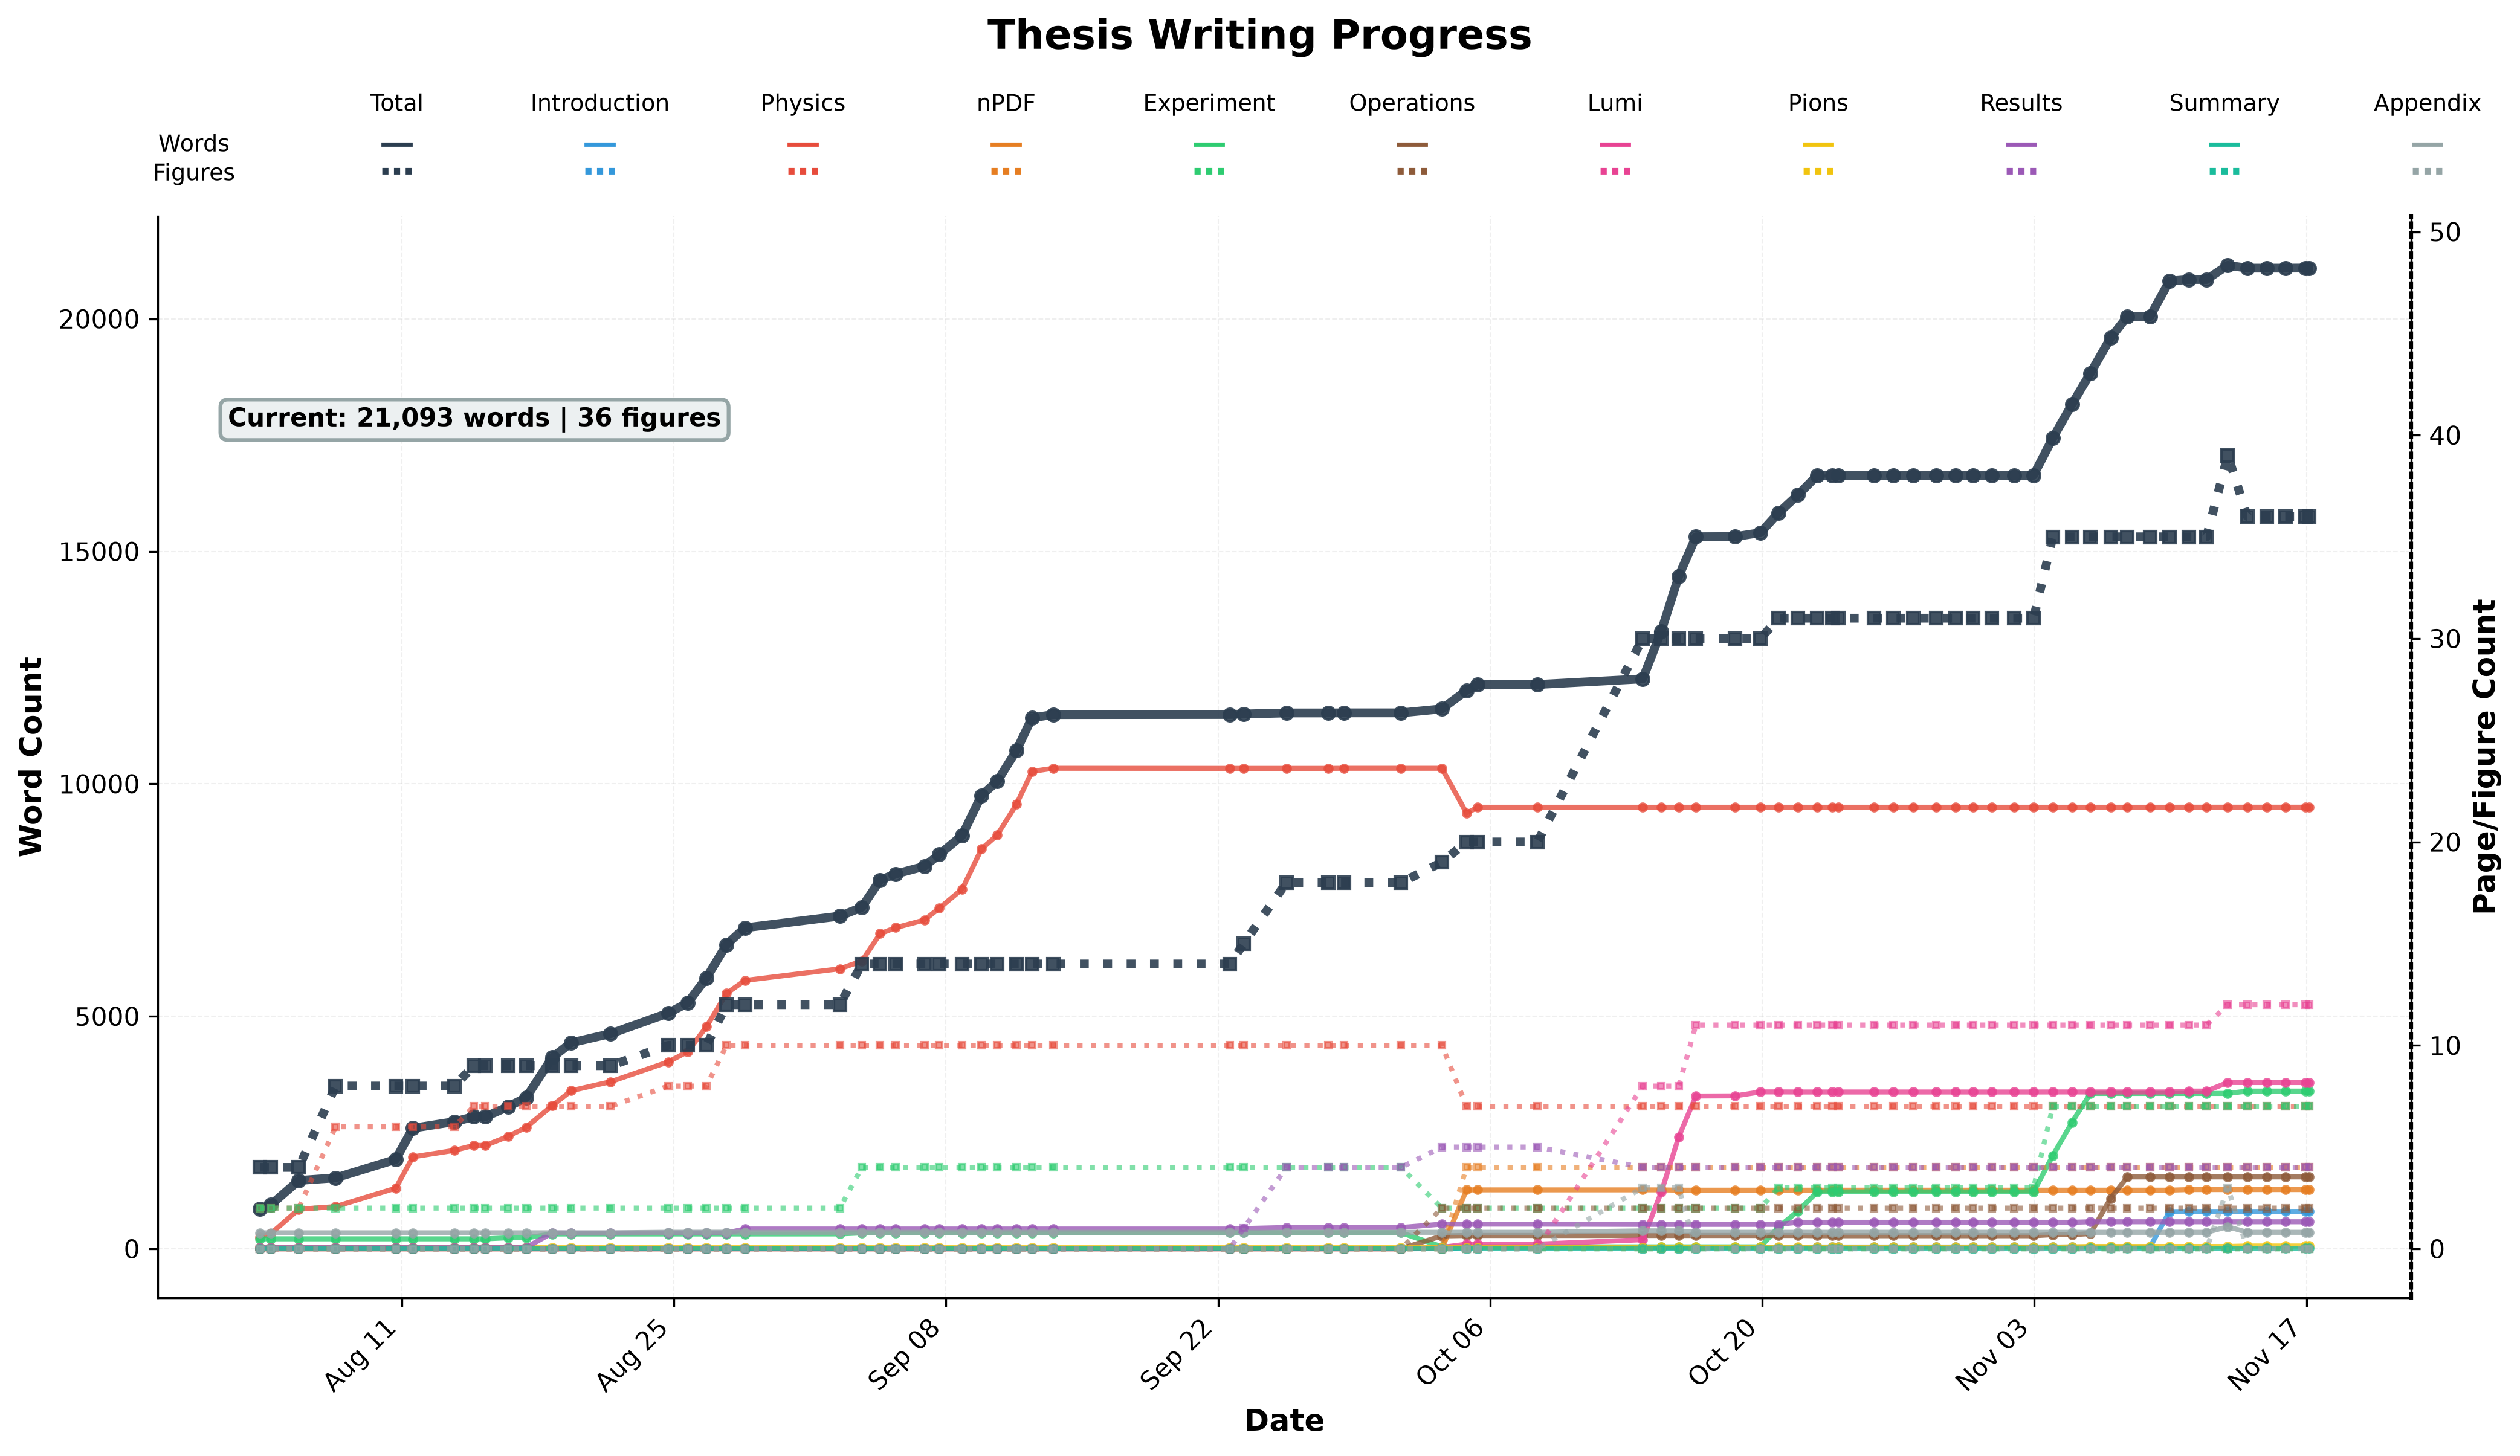 Thesis Writing Progress
Total Introduction Physics nPDF Experiment Operations Lumi Pions Results Summary Appendix
Words
Figures
Current: 21,093 words | 36 figures
Word Count
20000
15000
10000
5000
0
Page/Figure Count
50
40
30
20
10
0
Aug 11 Aug 25 Sep 08 Sep 22 Oct 06 Oct 20 Nov 03 Nov 17
Date